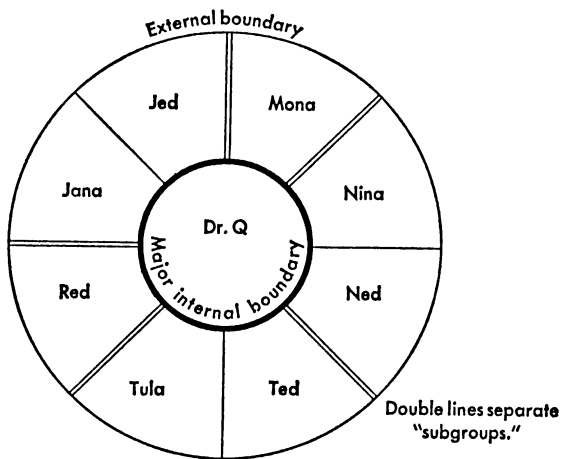 External boundary
Jed
Mona
Jana
Nina
Dr. Q
Major internal boundary
Red
Ned
Tula
Ted
Double lines separate
"subgroups."